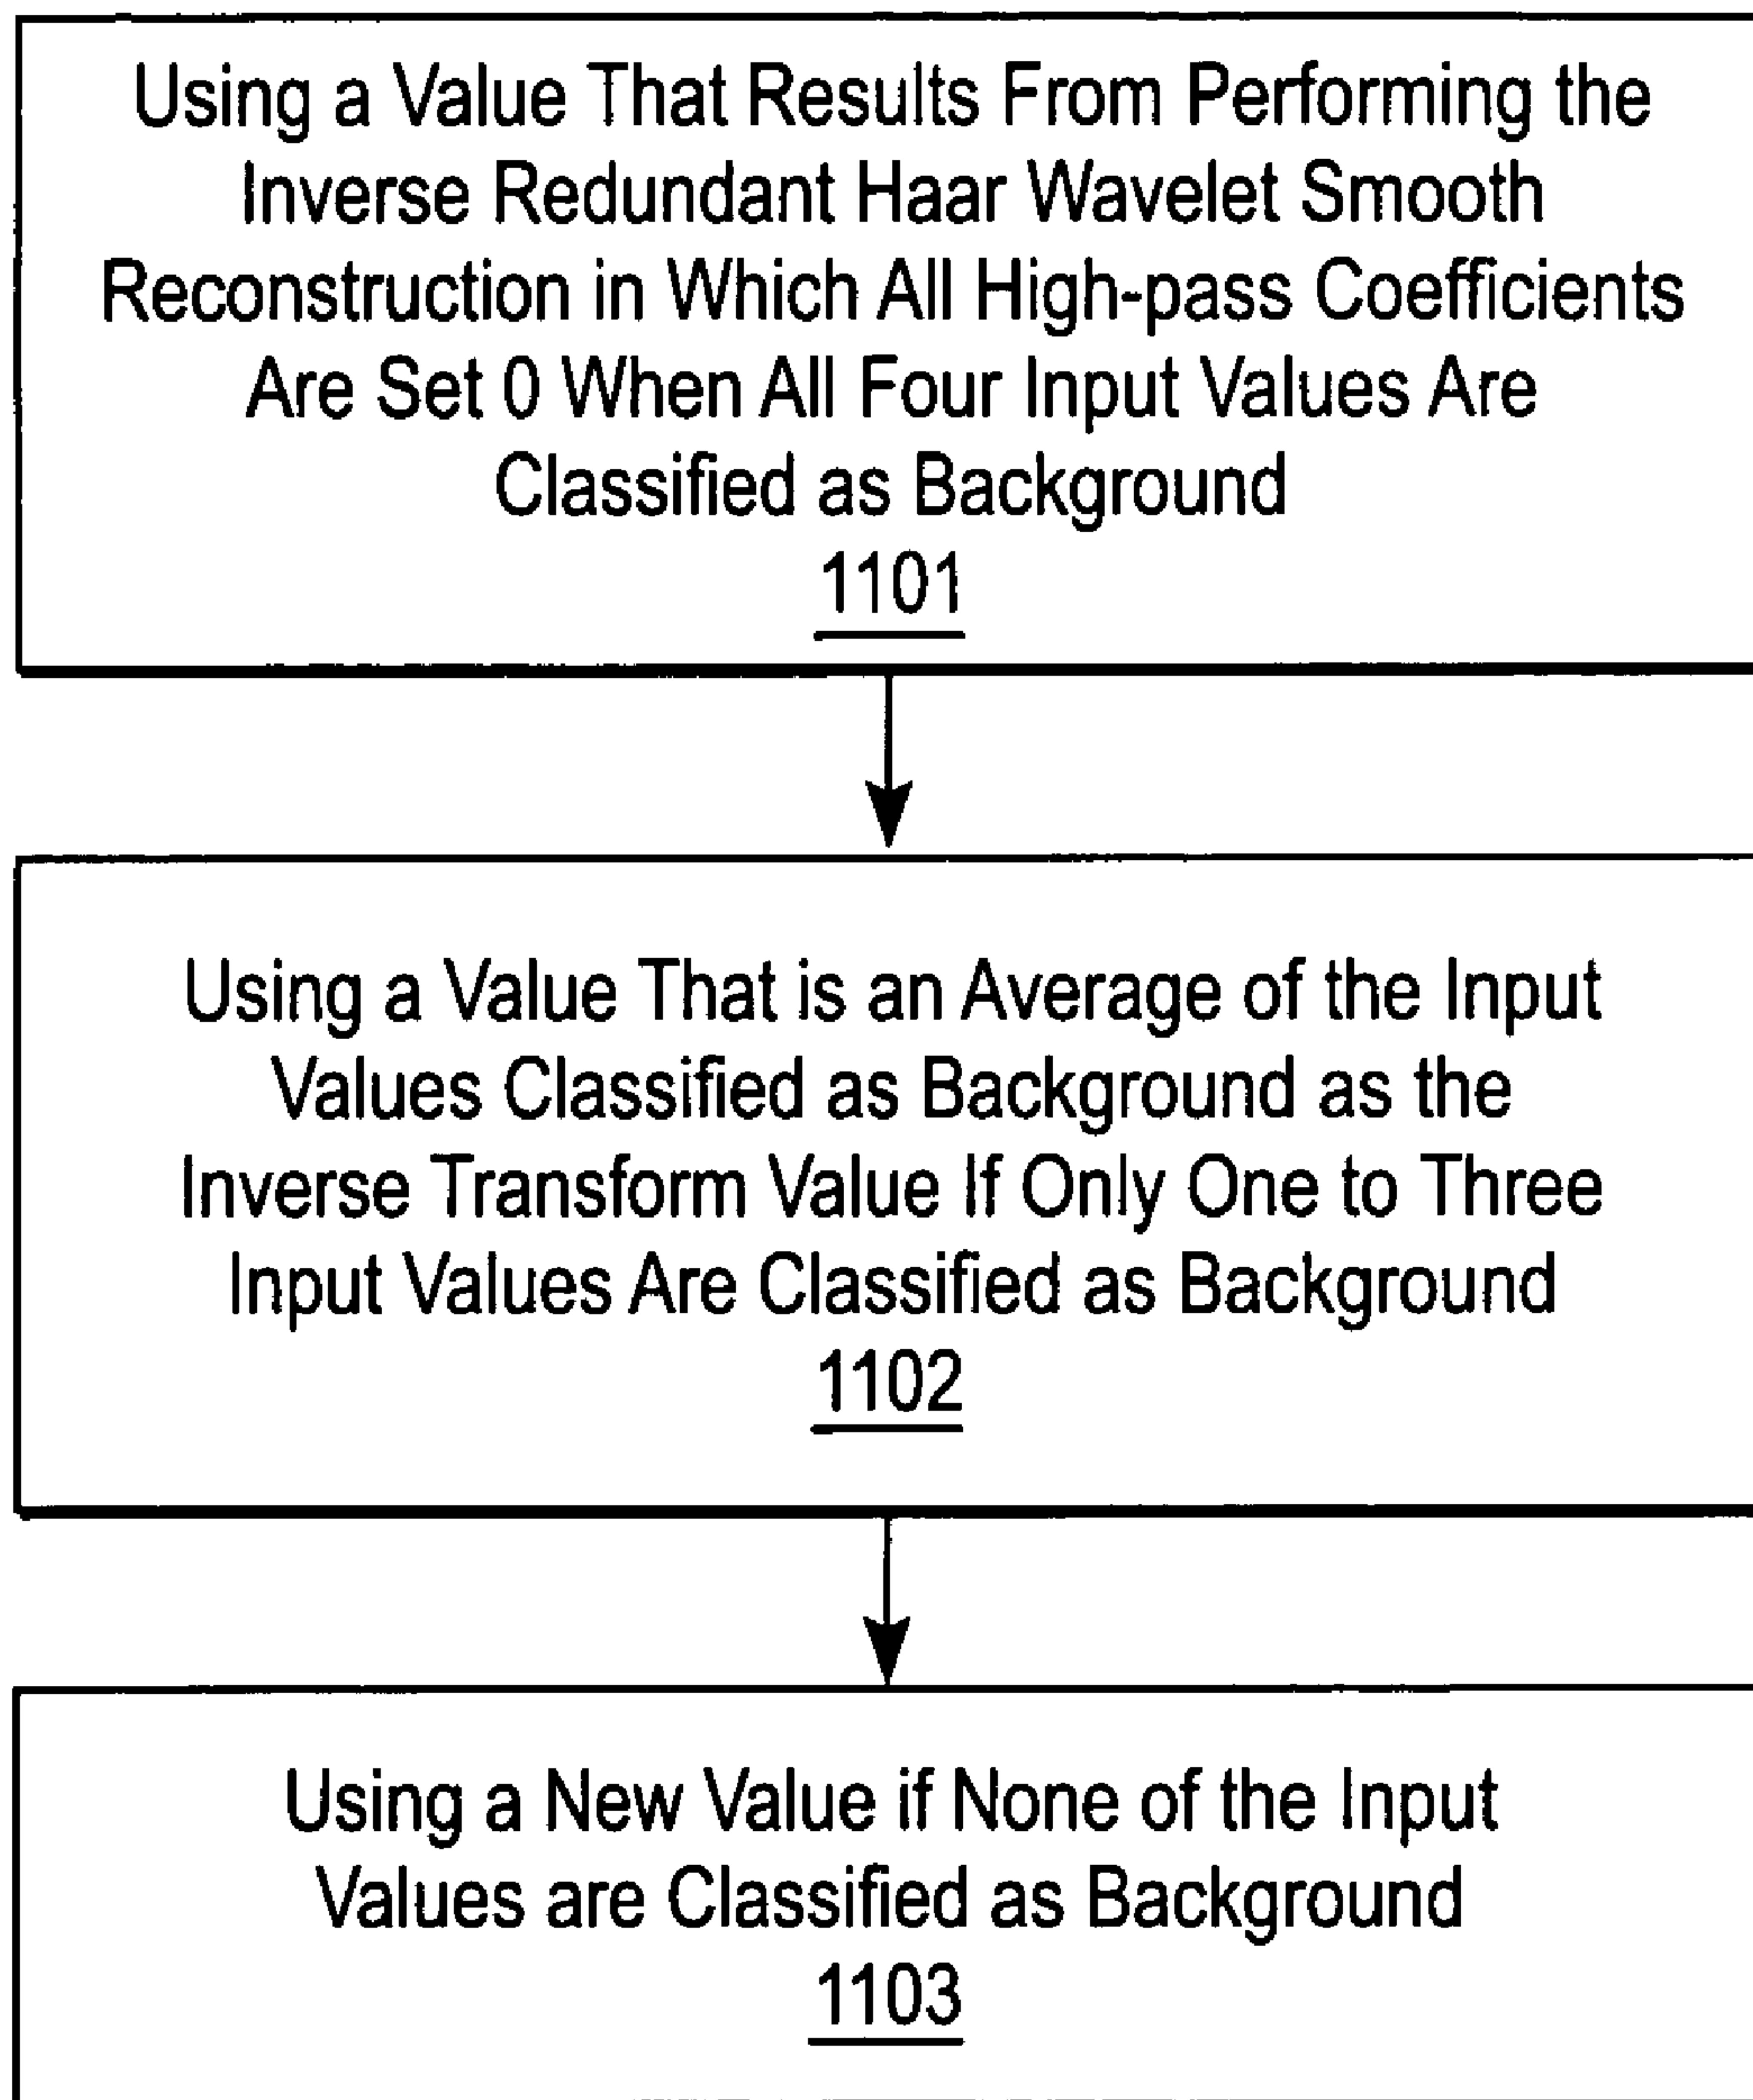 Using a Value That Results From Performing the
Inverse Redundant Haar Wavelet Smooth
Reconstruction in Which All High-pass Coefficients
Are Set 0 When All Four Input Values Are
Classified as Background
1101
Using a Value That is an Average of the Input
Values Classified as Background as the
Inverse Transform Value If Only One to Three
Input Values Are Classified as Background
1102
Using a New Value if None of the Input
Values are Classified as Background
1103